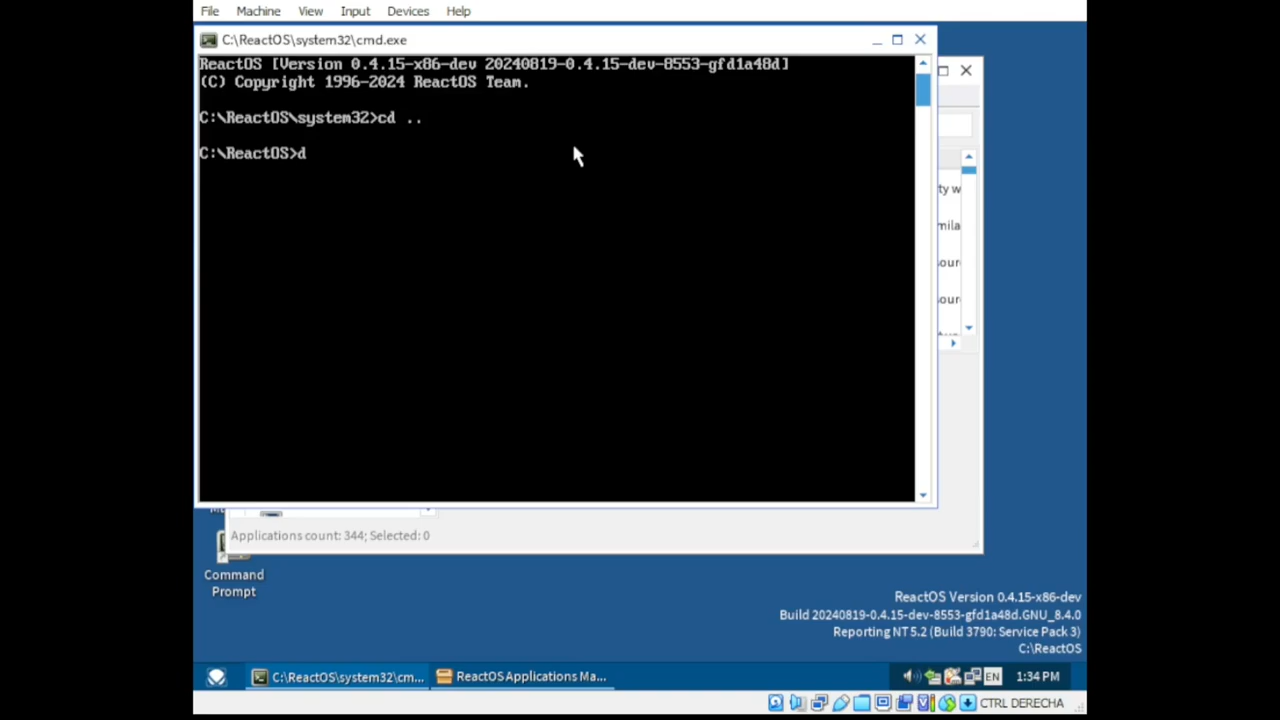 File Machine View Input Devices Help
C:\ReactOS\system32\cmd.exe
ReactOS [Version 0.4.15-x86-dev 20240819-0.4.15-dev-8553-gfd1a48d]
(C) Copyright 1996-2024 ReactOS Team.
C:\ReactOS\system32>cd ..
C:\ReactOS>d
ty w
mila
sour
sour
Applications count: 344; Selected: 0
Command
Prompt
ReactOS Version 0.4.15-x86-dev
Build 20240819-0.4.15-dev-8553-gfd1a48d.GNU_8.4.0
Reporting NT 5.2 (Build 3790: Service Pack 3)
C:\ReactOS
C:\ReactOS\system32\cm...
ReactOS Applications Ma...
EN
1:34 PM
CTRL DERECHA